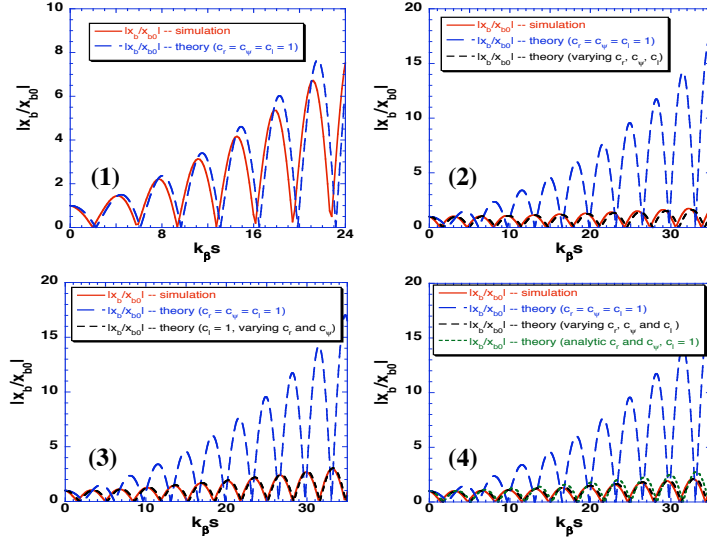 |x_b/x_b0| -- simulation
|x_b/x_b0| -- theory (c_r = c_ψ = c_l = 1)
|x_b/x_b0|
10
8
6
4
2
0
(1)
0 4 8 12 16 20 24
k_β s
|x_b/x_b0| -- simulation
|x_b/x_b0| -- theory (c_r = c_ψ = c_l = 1)
|x_b/x_b0| -- theory (varying c_r, c_ψ, c_l)
|x_b/x_b0|
20
15
10
5
0
(2)
0 10 20 30
k_β s
|x_b/x_b0| -- simulation
|x_b/x_b0| -- theory (c_r = c_ψ = c_l = 1)
|x_b/x_b0| -- theory (c_l = 1, varying c_r and c_ψ)
|x_b/x_b0|
20
15
10
5
0
(3)
0 10 20 30
k_β s
|x_b/x_b0| -- simulation
|x_b/x_b0| -- theory (c_r = c_ψ = c_l = 1)
|x_b/x_b0| -- theory (varying c_r, c_ψ and c_l)
|x_b/x_b0| -- theory (analytic c_r and c_ψ, c_l = 1)
|x_b/x_b0|
20
15
10
5
0
(4)
0 10 20 30
k_β s